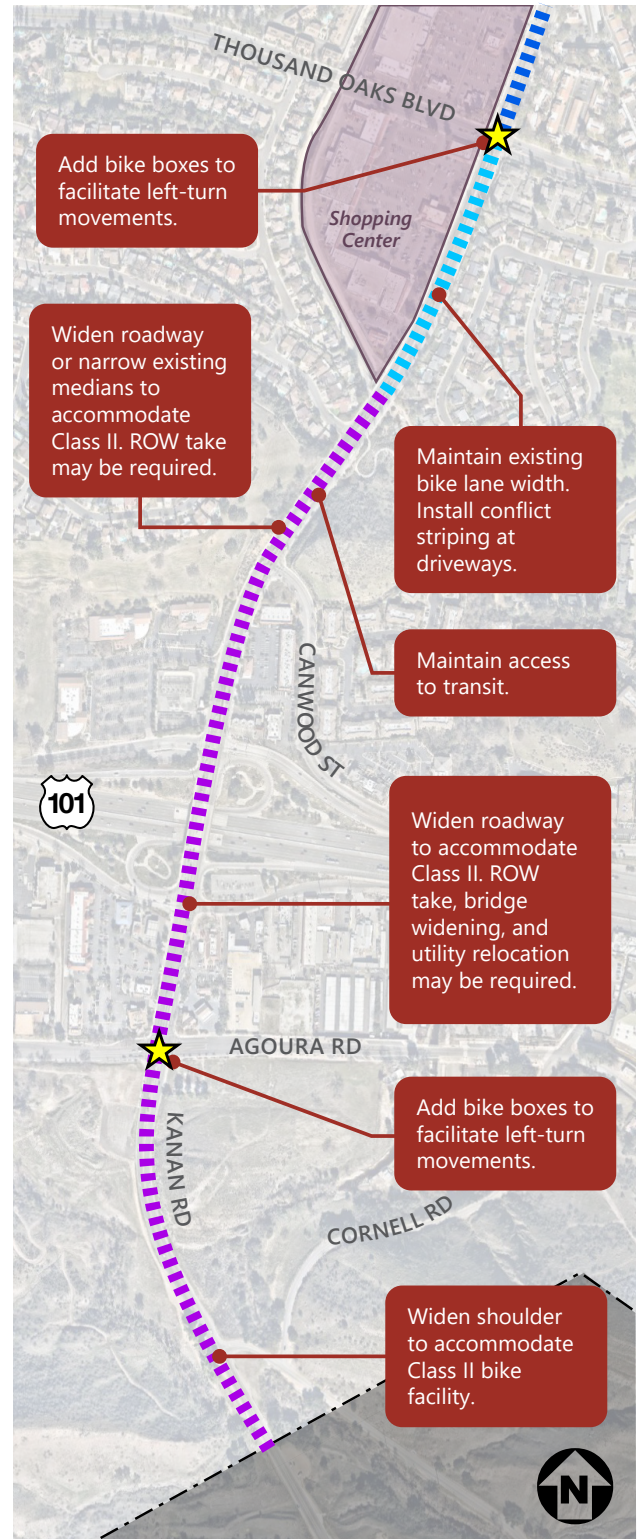 THOUSAND OAKS BLVD
Add bike boxes to
facilitate left-turn
movements.
Shopping
Center
Widen roadway
or narrow existing
medians to
accommodate
Class II. ROW take
may be required.
Maintain existing
bike lane width.
Install conflict
striping at
driveways.
CANWOOD ST
Maintain access
to transit.
101
Widen roadway
to accommodate
Class II. ROW
take, bridge
widening, and
utility relocation
may be required.
AGOURA RD
Add bike boxes to
facilitate left-turn
movements.
KANAN RD
CORNELL RD
Widen shoulder
to accommodate
Class II bike
facility.
N